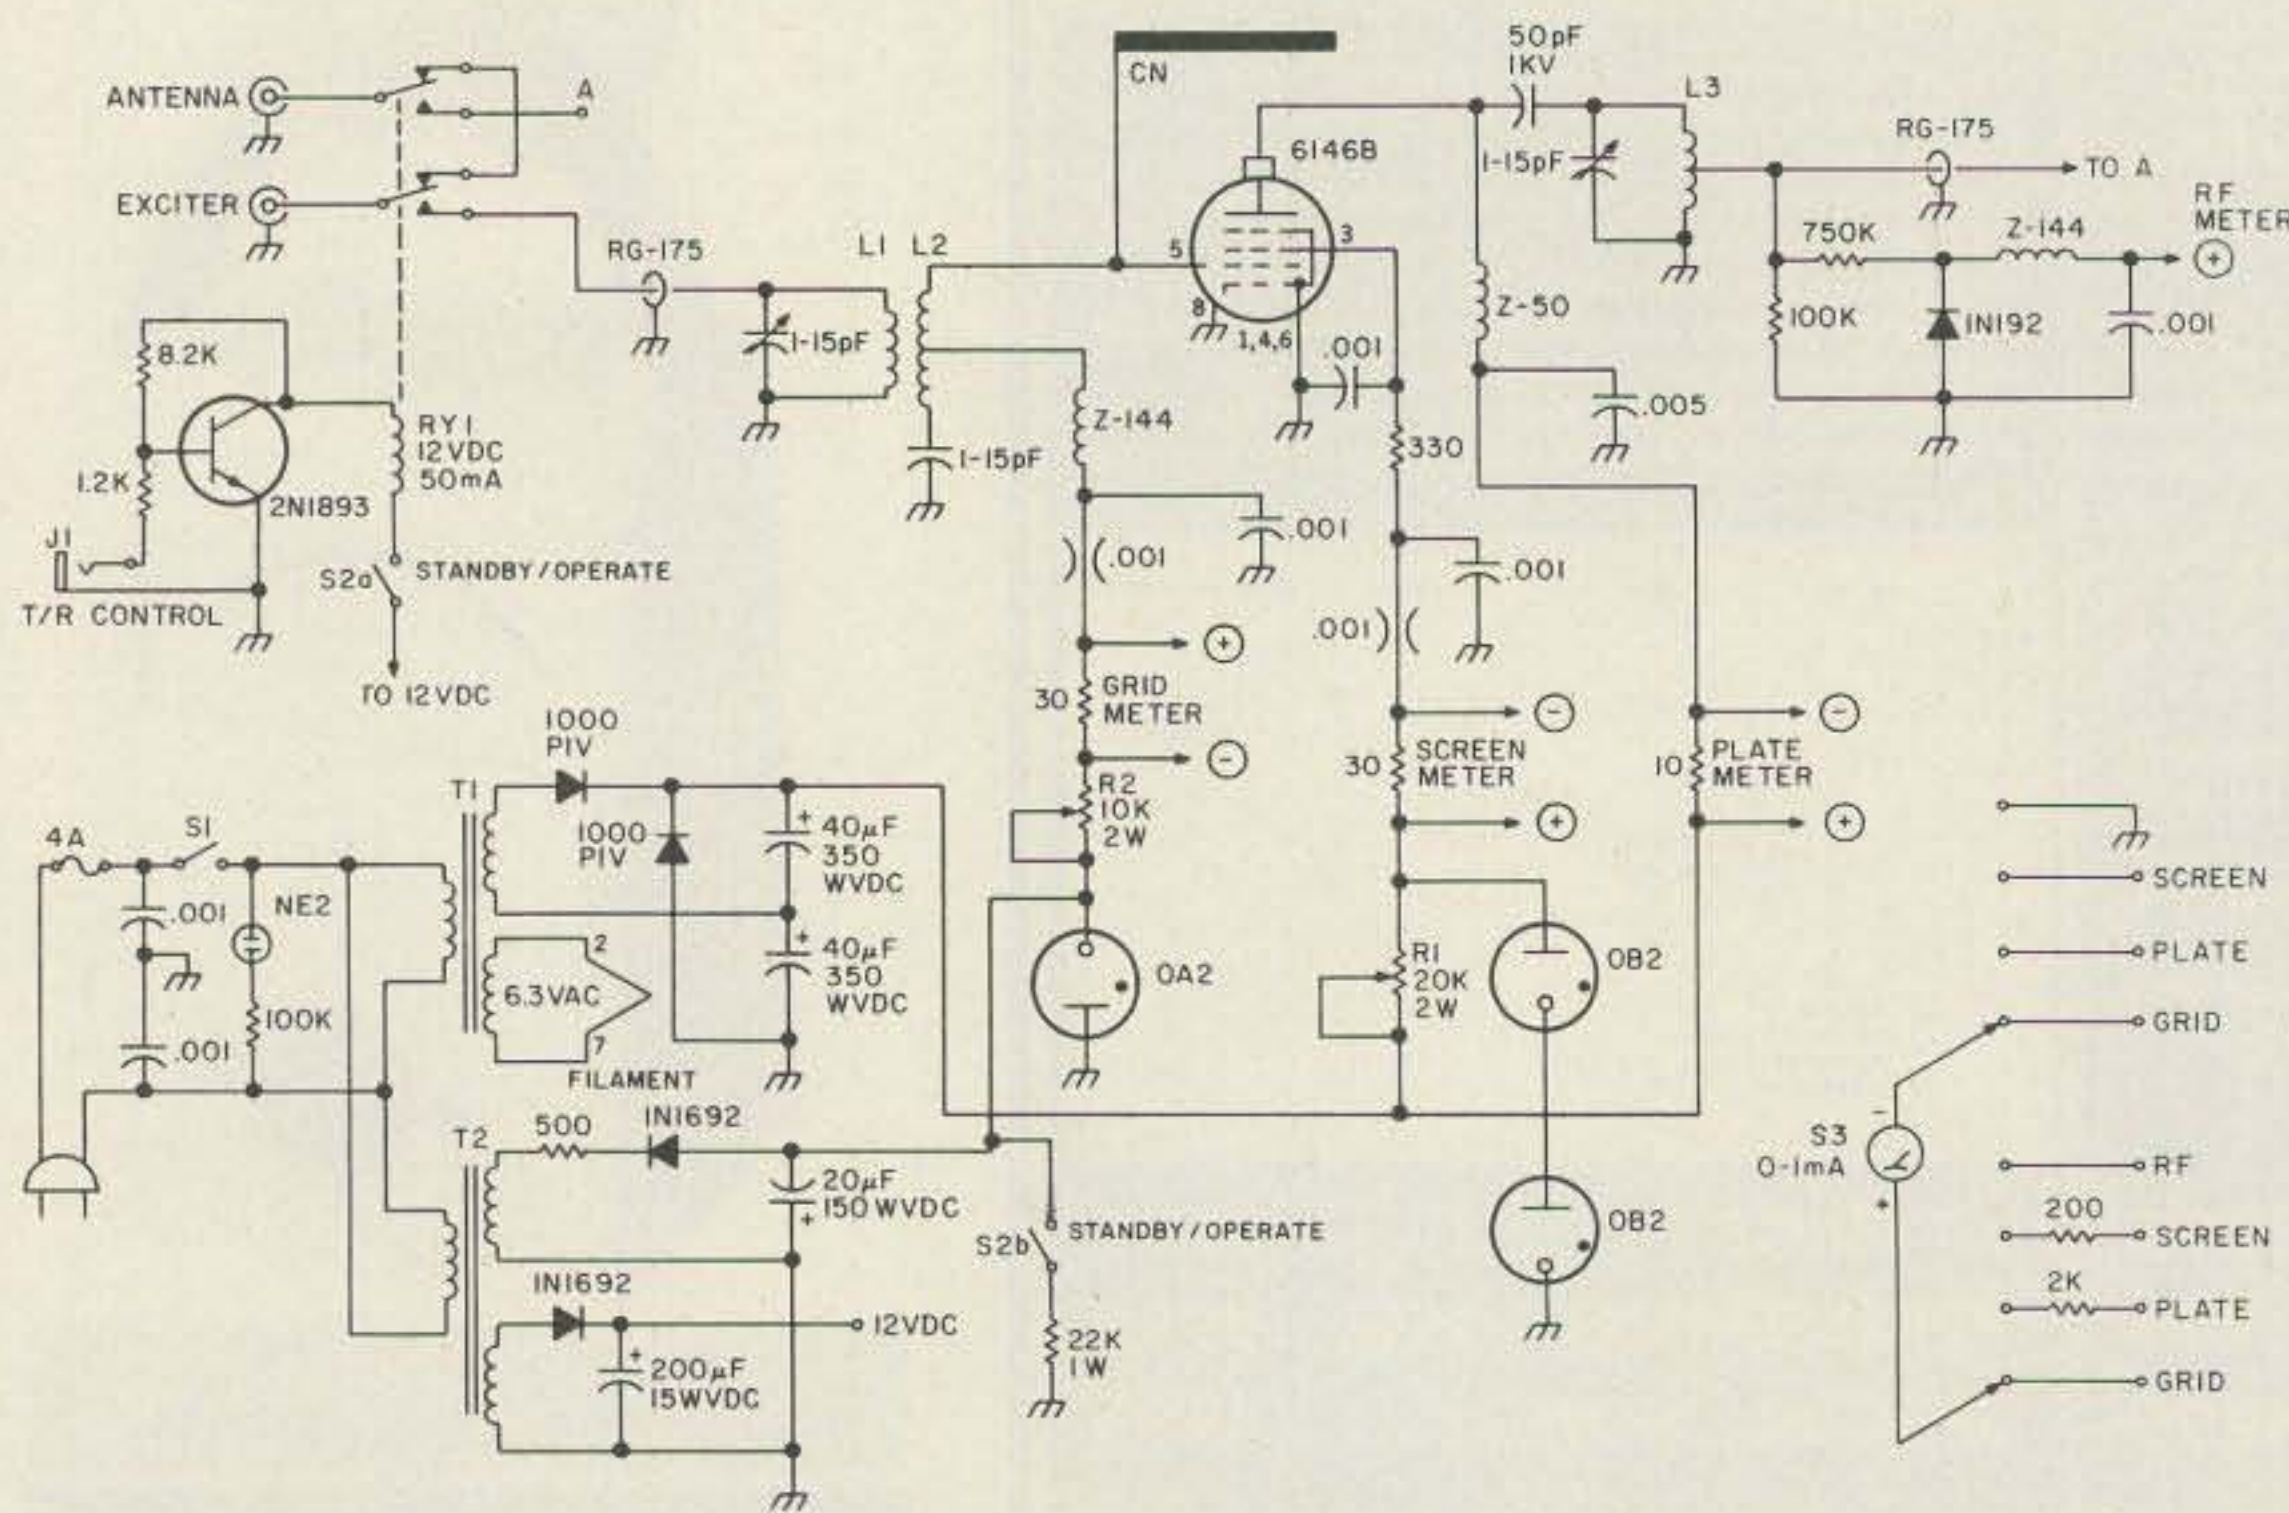 ANTENNA
A
EXCITER
RG-175
L1 L2
8.2K
1.2K
2N1893
RY1
12VDC
50mA
J1
T/R CONTROL
S2a
STANDBY/OPERATE
TO 12VDC
1-15pF
1-15pF
CN
6146B
5
3
8
1,4,6
.001
Z-144
.001
.001
330
.001
.001
50pF
1KV
1-15pF
L3
Z-50
.005
RG-175
TO A
RF
METER
+
750K
Z-144
100K
1N192
.001
+
30
GRID
METER
−
R2
10K
2W
OA2
−
30
SCREEN
METER
+
R1
20K
2W
OB2
OB2
−
10
PLATE
METER
+
4A
S1
.001
NE2
100K
.001
T1
1000
PIV
1000
PIV
+
40µF
350
WVDC
+
40µF
350
WVDC
2
6.3VAC
7
FILAMENT
T2
500
1N1692
20µF
150WVDC
+
1N1692
12VDC
+
200µF
15WVDC
S2b
STANDBY/OPERATE
22K
1W
SCREEN
PLATE
GRID
−
S3
0-1mA
+
RF
200
SCREEN
2K
PLATE
GRID